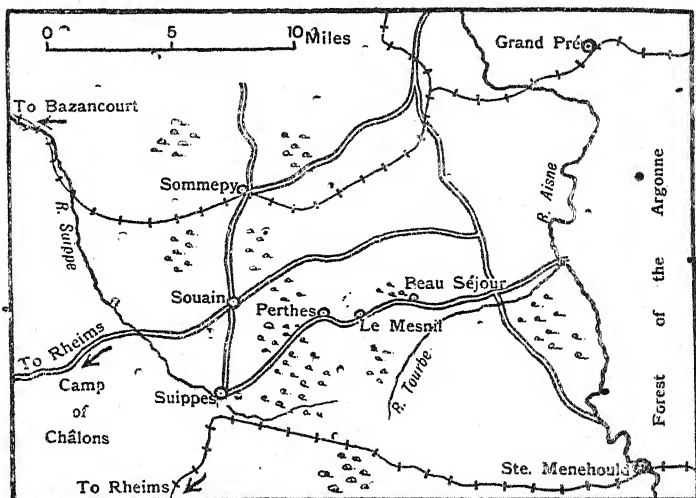 0 5 10 Miles
Grand Pré
To Bazancourt
Sommepy
R. Suippe
R. Aisne
Forest of the Argonne
Souain
Perthes
Beau Séjour
Le Mesnil
To Rheims
Camp
of
Châlons
Suippes
R. Tourbe.
Ste. Menehould
To Rheims